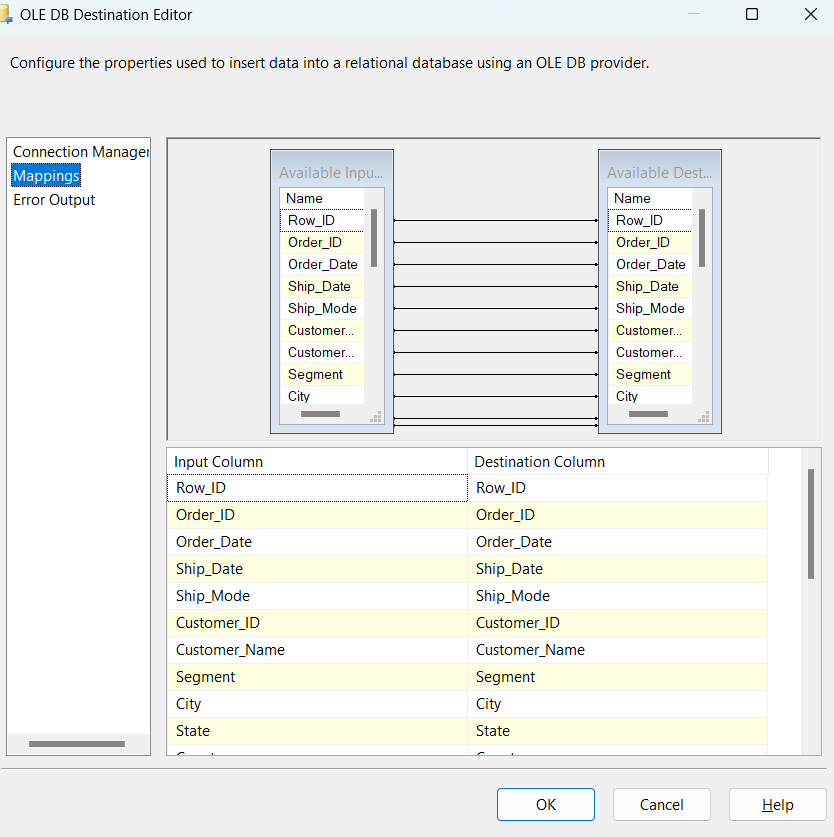 OLE DB Destination Editor
Configure the properties used to insert data into a relational database using an OLE DB provider.
Connection Manager
Mappings
Error Output
Available Inpu...
Name
Row_ID
Order_ID
Order_Date
Ship_Date
Ship_Mode
Customer...
Customer...
Segment
City
Available Dest...
Name
Row_ID
Order_ID
Order_Date
Ship_Date
Ship_Mode
Customer...
Customer...
Segment
City
Input Column Destination Column
Row_ID Row_ID
Order_ID Order_ID
Order_Date Order_Date
Ship_Date Ship_Date
Ship_Mode Ship_Mode
Customer_ID Customer_ID
Customer_Name Customer_Name
Segment Segment
City City
State State
OK Cancel Help